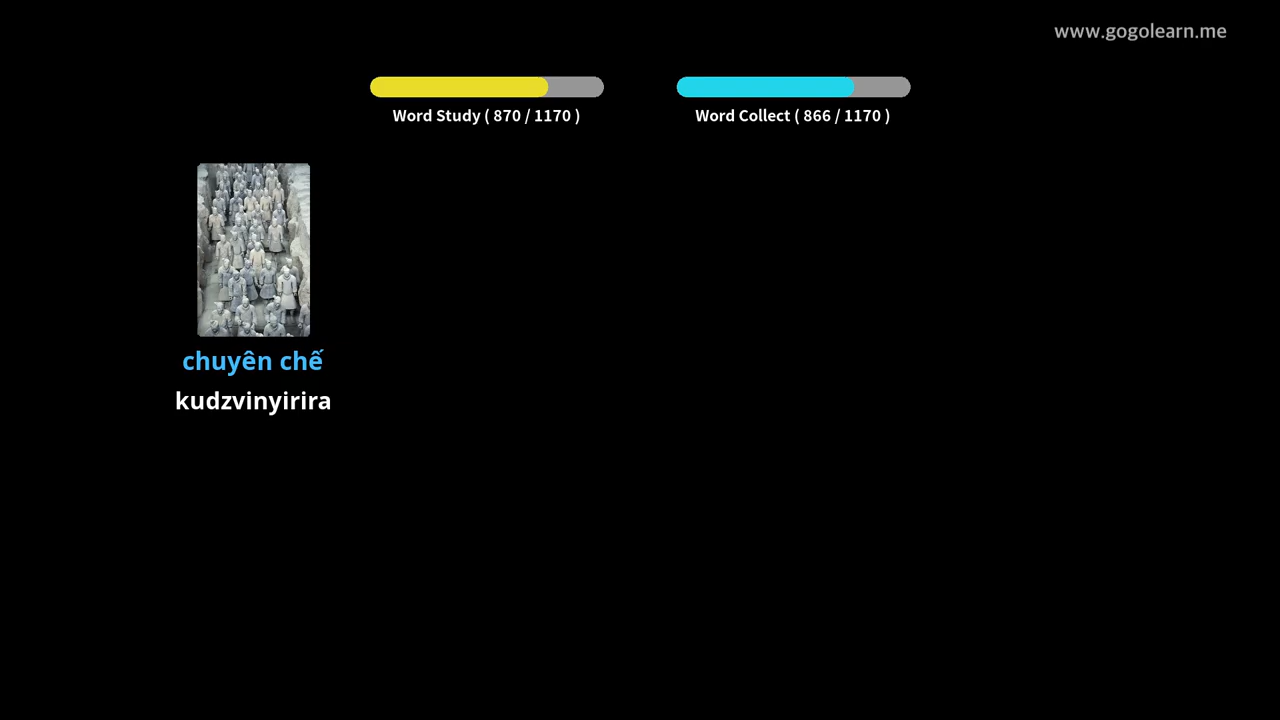 www.gogolearn.me
Word Study ( 870 / 1170 )
Word Collect ( 866 / 1170 )
chuyên chế
kudzvinyirira